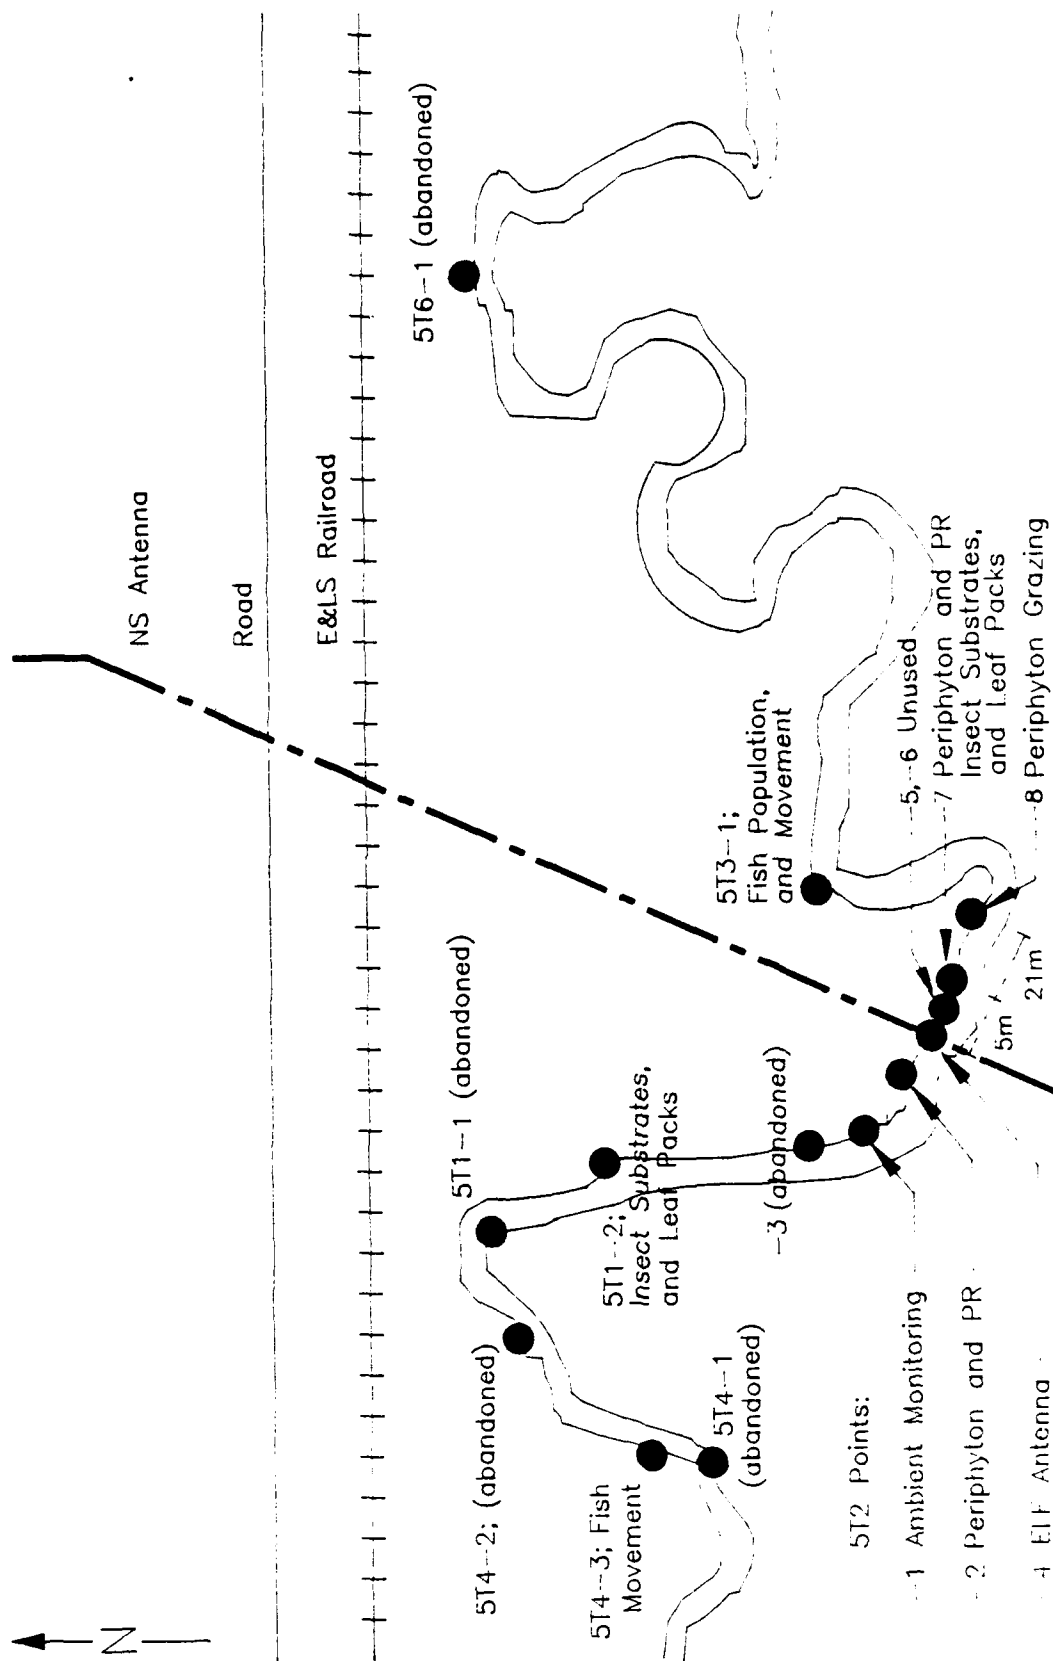 N
NS Antenna
Road
E&LS Railroad
5T6-1 (abandoned)
5T1-1 (abandoned)
5T4-2; (abandoned)
5T1-2;
Insect Substrates,
and Leaf Packs
5T4-3; Fish
Movement
5T4-1
(abandoned)
-3 (abandoned)
5T3-1;
Fish Population,
and Movement
5T2 Points:
-1 Ambient Monitoring
-2 Periphyton and PR
-4 ELF Antenna
-5,-6 Unused
-7 Periphyton and PR
Insect Substrates,
and Leaf Packs
-8 Periphyton Grazing
5m
21m